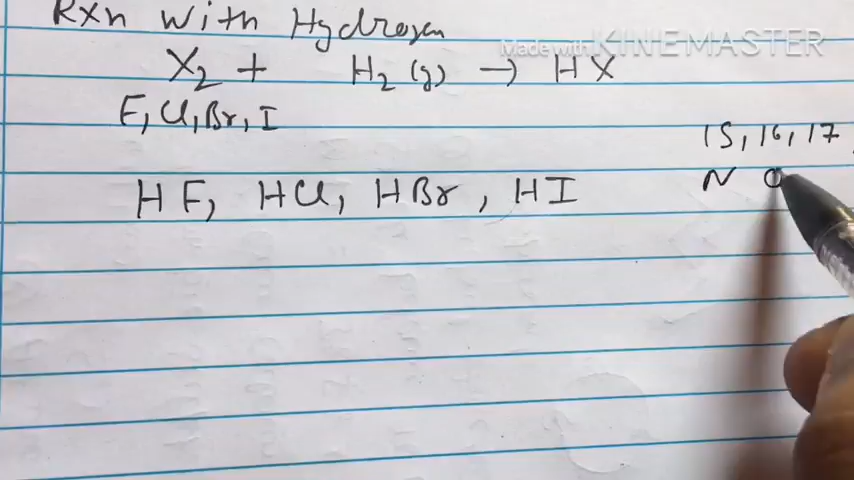 Rxn with Hydrogen
Made with KINEMASTER
X₂ + H₂ (g) → HX
F, Cl, Br, I
15, 16, 17
N O
HF, HCl, HBr, HI